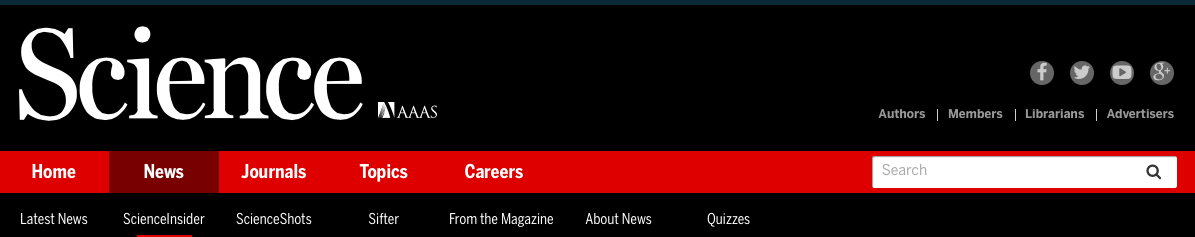 Science
AAAS
Authors | Members | Librarians | Advertisers
Home News Journals Topics Careers Search
Latest News ScienceInsider ScienceShots Sifter From the Magazine About News Quizzes